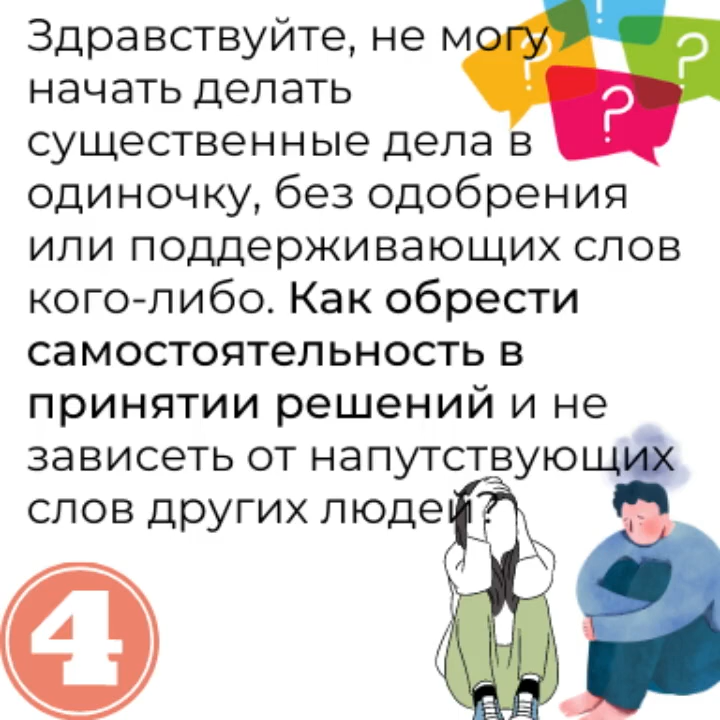 Здравствуйте, не могу
начать делать
существенные дела в
одиночку, без одобрения
или поддерживающих слов
кого-либо. Как обрести
самостоятельность в
принятии решений и не
зависеть от напутствующих
слов других людей?
4